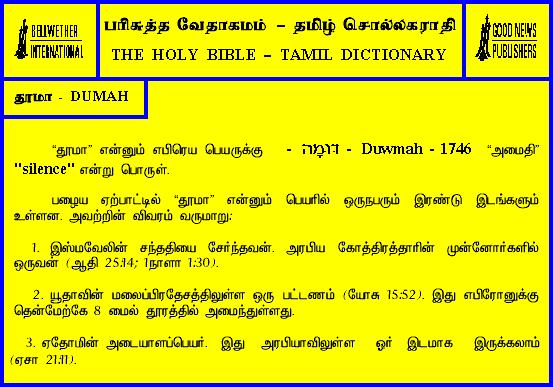 BELLWETHER
INTERNATIONAL
பரிசுத்த வேதாகமம் – தமிழ் சொல்லகராதி
THE HOLY BIBLE – TAMIL DICTIONARY
GOOD NEWS
PUBLISHERS
தூமா - DUMAH
“தூமா” என்னும் எபிரெய பெயருக்கு - דּוּמָה - Duwmah - 1746 “அமைதி”
"silence" என்று பொருள்.
பழைய ஏற்பாட்டில் “தூமா” என்னும் பெயரில் ஒருநபரும் இரண்டு இடங்களும்
உள்ளன. அவற்றின் விவரம் வருமாறு:
1. இஸ்மவேலின் சந்ததியை சேர்ந்தவன். அரபிய கோத்திரத்தாரின் முன்னோர்களில்
ஒருவன் (ஆதி 25:14; 1நாளா 1:30).
2. யூதாவின் மலைப்பிரதேசத்திலுள்ள ஒரு பட்டணம் (யோசு 15:52). இது எபிரோனுக்கு
தென்மேற்கே 8 மைல் தூரத்தில் அமைந்துள்ளது.
3. ஏதோமின் அடையாளப்பெயர். இது அரபியாவிலுள்ள ஓர் இடமாக இருக்கலாம்
(ஏசா 21:11).